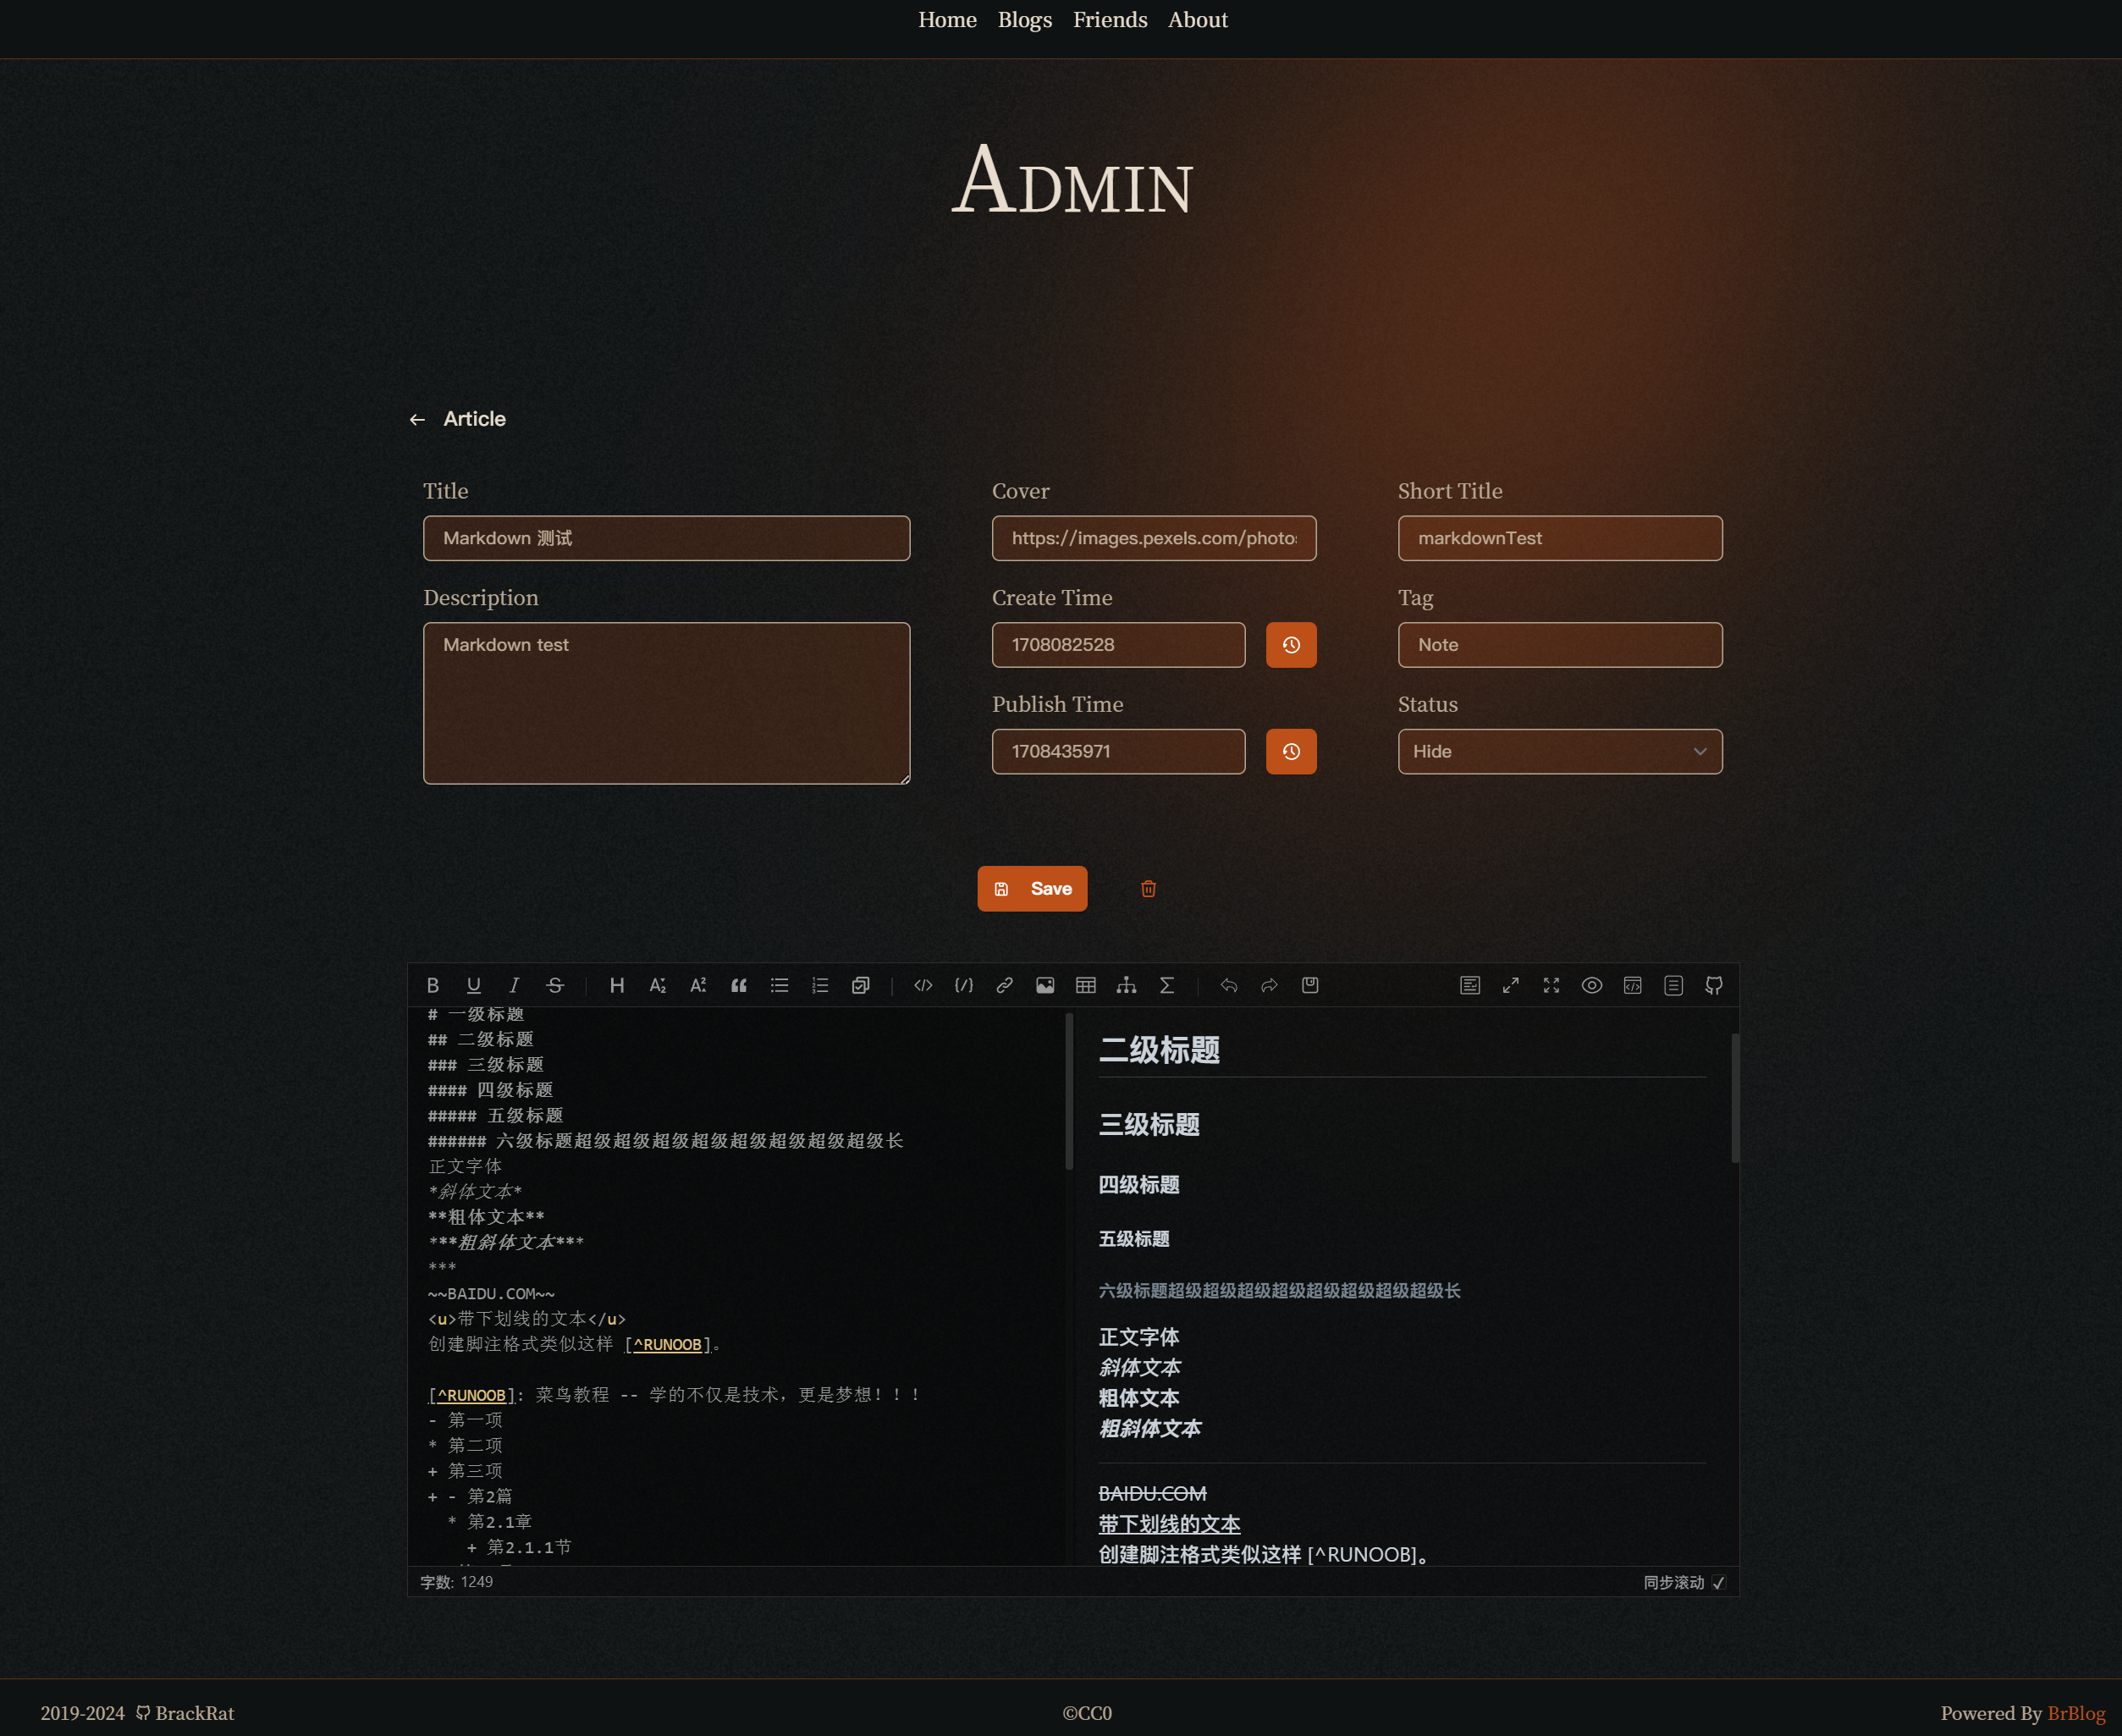 Home Blogs Friends About
Admin
Article
Title
Markdown 测试
Description
Markdown test
Cover
https://images.pexels.com/photo
Create Time
1708082528
Publish Time
1708435971
Short Title
markdownTest
Tag
Note
Status
Hide
Save
# 一级标题
## 二级标题
### 三级标题
#### 四级标题
##### 五级标题
###### 六级标题超级超级超级超级超级超级超级超级长
正文字体
*斜体文本*
**粗体文本**
***粗斜体文本***
***
~~BAIDU.COM~~
<u>带下划线的文本</u>
创建脚注格式类似这样 [^RUNOOB]。
[^RUNOOB]: 菜鸟教程 -- 学的不仅是技术，更是梦想！！！
- 第一项
* 第二项
+ 第三项
+ - 第2篇
* 第2.1章
+ 第2.1.1节
二级标题
三级标题
四级标题
五级标题
六级标题超级超级超级超级超级超级超级超级长
正文字体
斜体文本
粗体文本
粗斜体文本
BAIDU.COM
带下划线的文本
创建脚注格式类似这样 [^RUNOOB]。
字数: 1249
同步滚动
2019-2024 BrackRat
©CC0
Powered By BrBlog